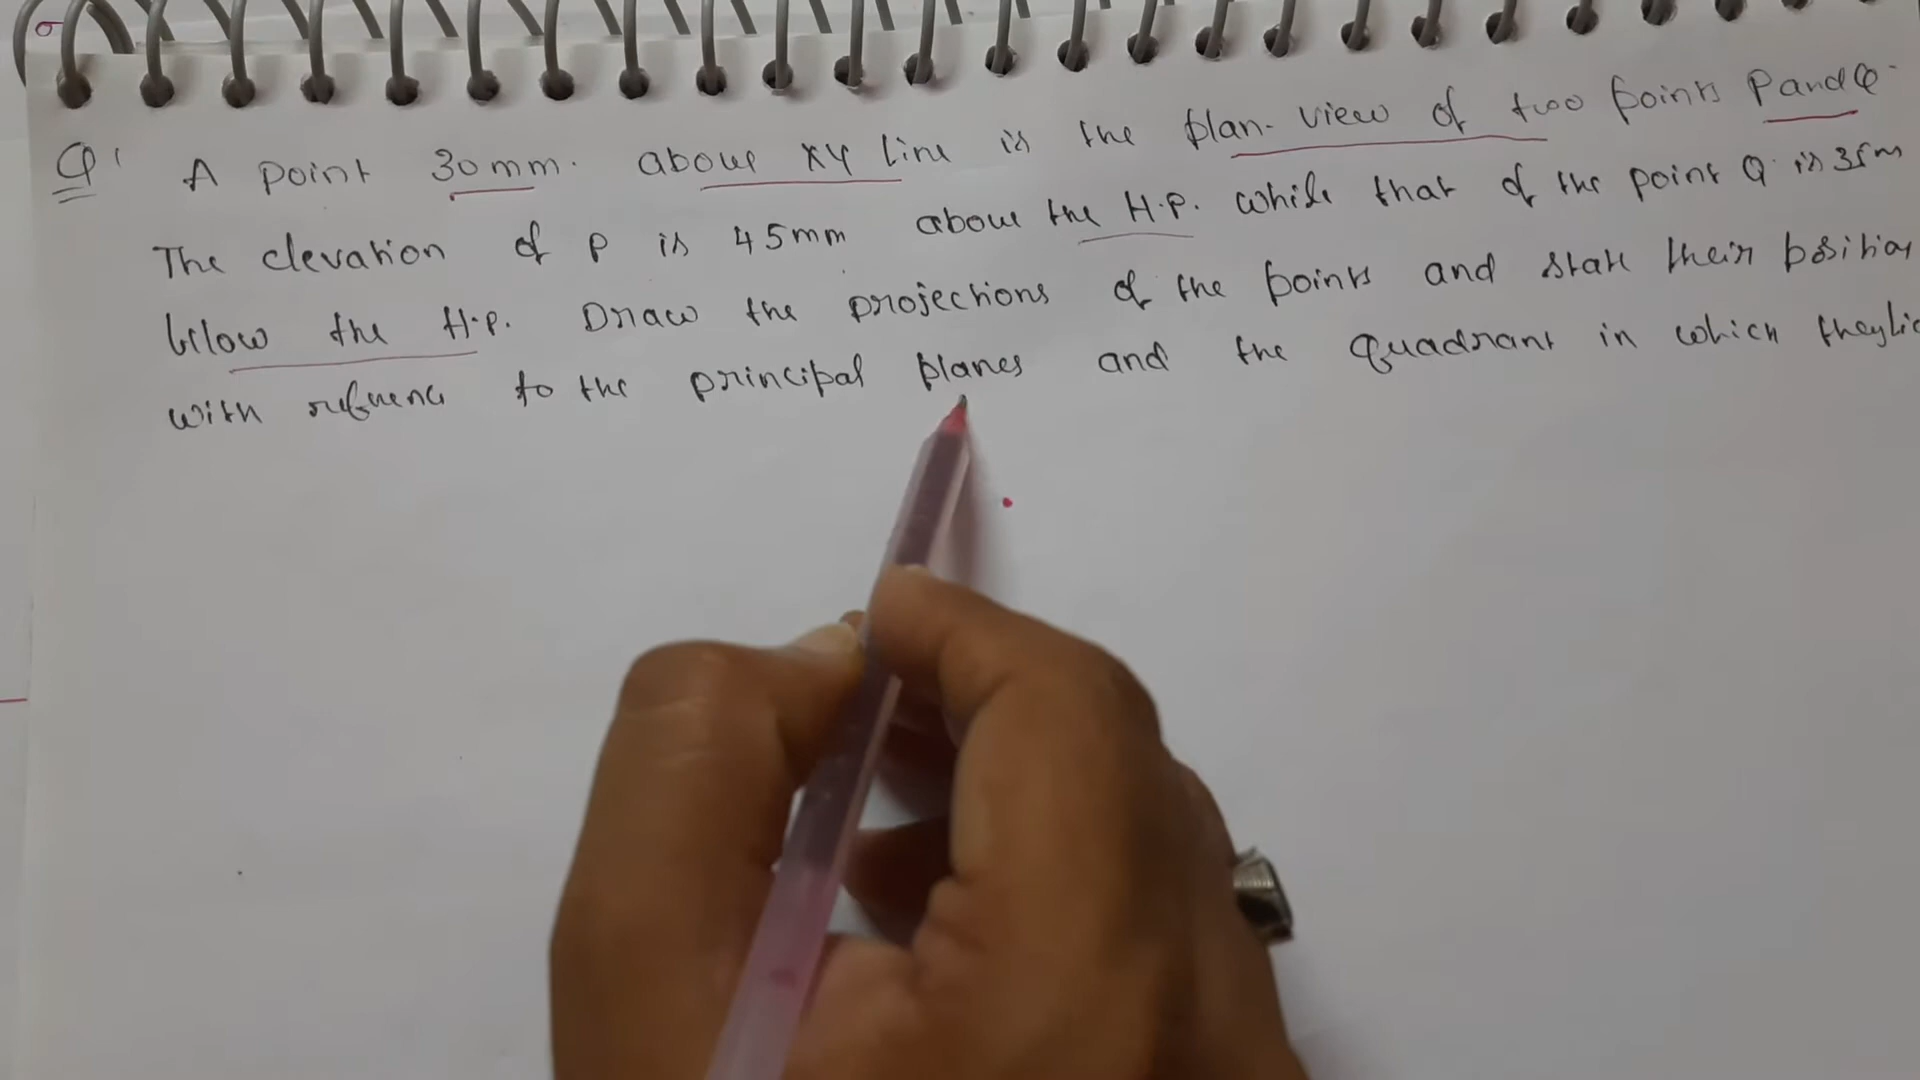 Q1 A point 30mm. above XY line is the plan-view of two points P and Q.
The elevation of P is 45mm above the H.P. while that of the point Q is 35m
below the H.P. Draw the projections of the points and state their position
with reference to the principal planes and the quadrant in which they lie